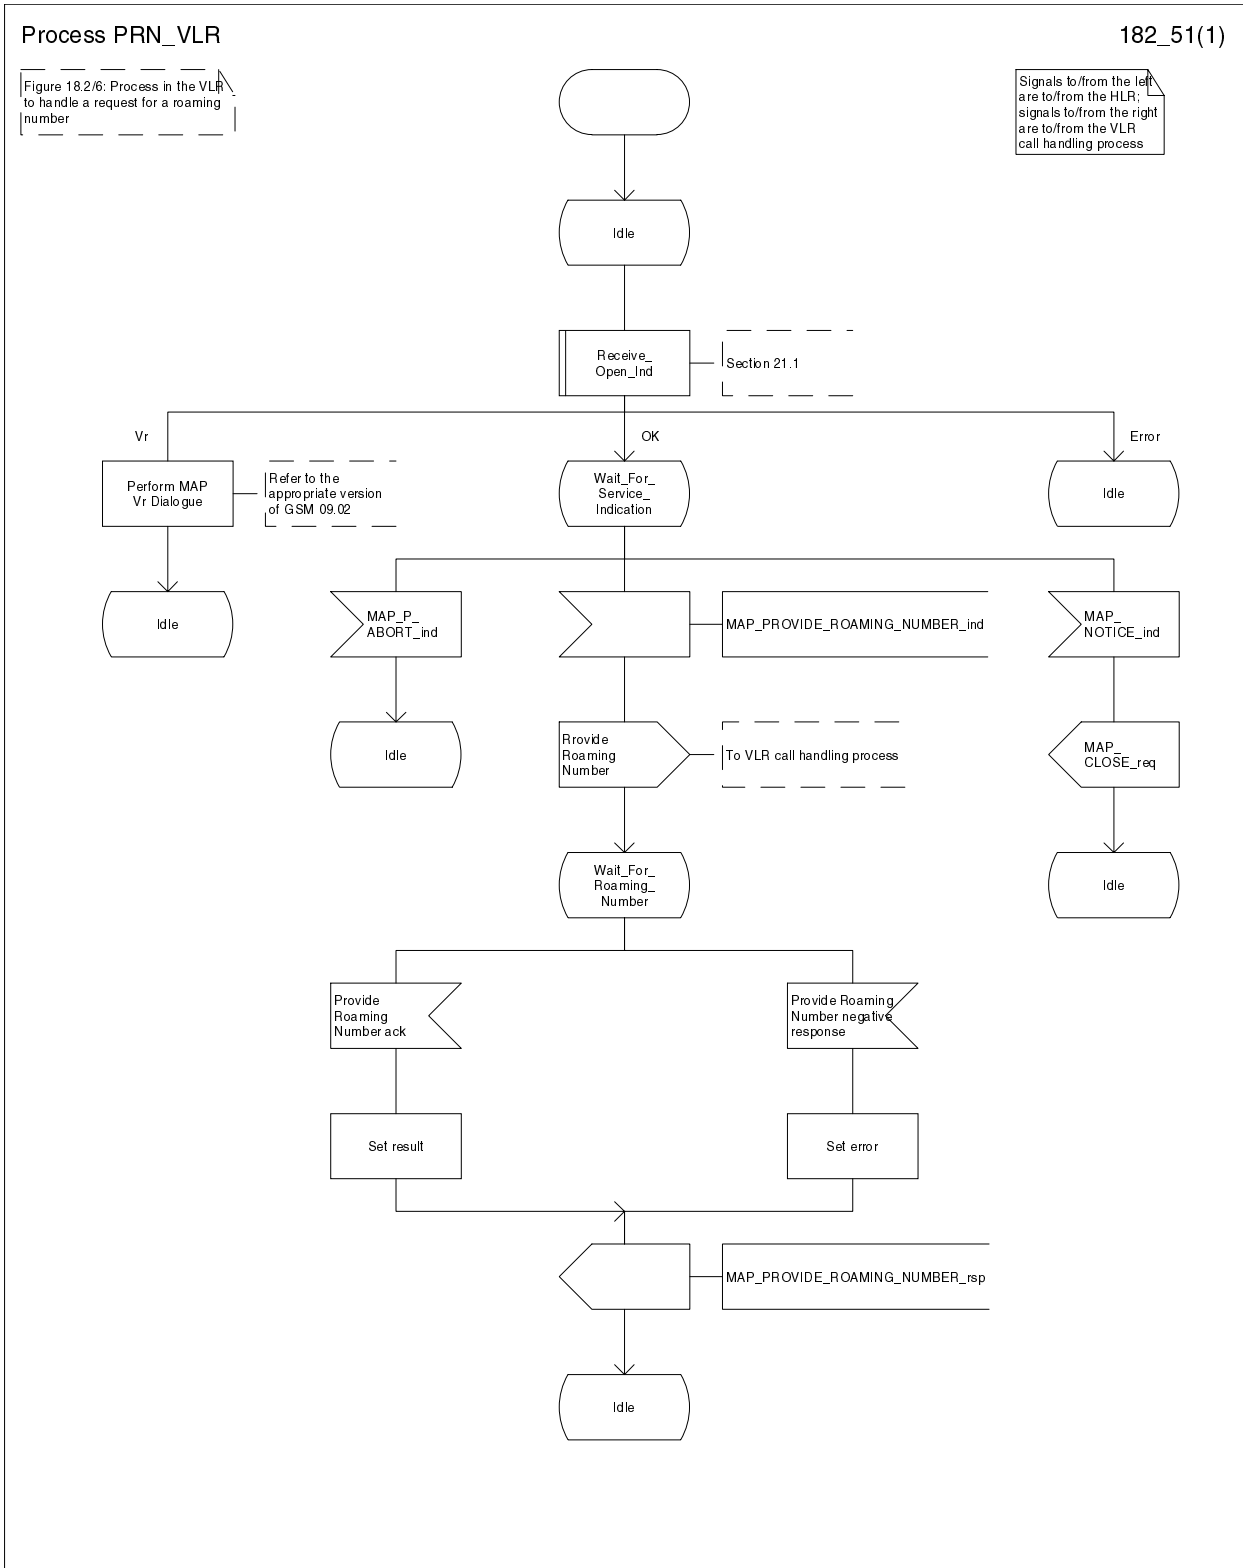 Process PRN_VLR
182_51(1)
Figure 18.2/6: Process in the VLR
to handle a request for a roaming
number
Signals to/from the left
are to/from the HLR;
signals to/from the right
are to/from the VLR
call handling process
Idle
Receive_
Open_Ind
Section 21.1
Vr
OK
Error
Perform MAP
Vr Dialogue
Refer to the
appropriate version
of GSM 09.02
Wait_For_
Service_
Indication
Idle
Idle
MAP_P_
ABORT_ind
MAP_PROVIDE_ROAMING_NUMBER_ind
MAP_
NOTICE_ind
Idle
Rrovide
Roaming
Number
To VLR call handling process
MAP_
CLOSE_req
Wait_For_
Roaming_
Number
Idle
Provide
Roaming
Number ack
Provide Roaming
Number negative
response
Set result
Set error
MAP_PROVIDE_ROAMING_NUMBER_rsp
Idle